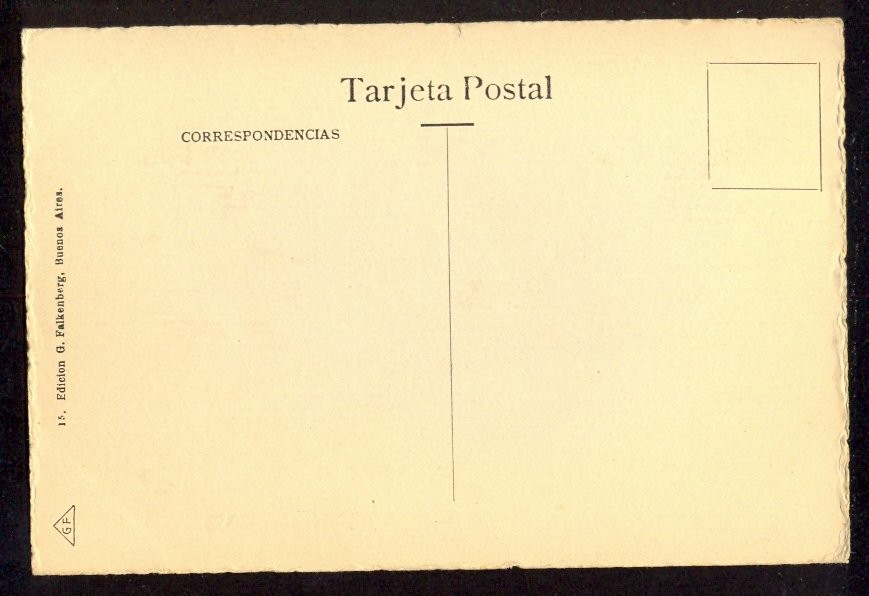 Tarjeta Postal
CORRESPONDENCIAS
15. Edicion G. Falkenberg, Buenos Aires.
GF